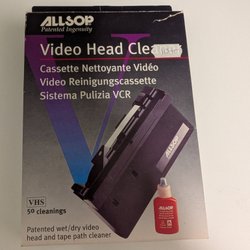 ALLSOP
Patented Ingenuity
Video Head Clea
Cassette Nettoyante Vidéo
Video Reinigungscassette
Sistema Pulizia VCR
ALLSOP
VHS
50 cleanings
Patented wet/dry video
head and tape path cleaner